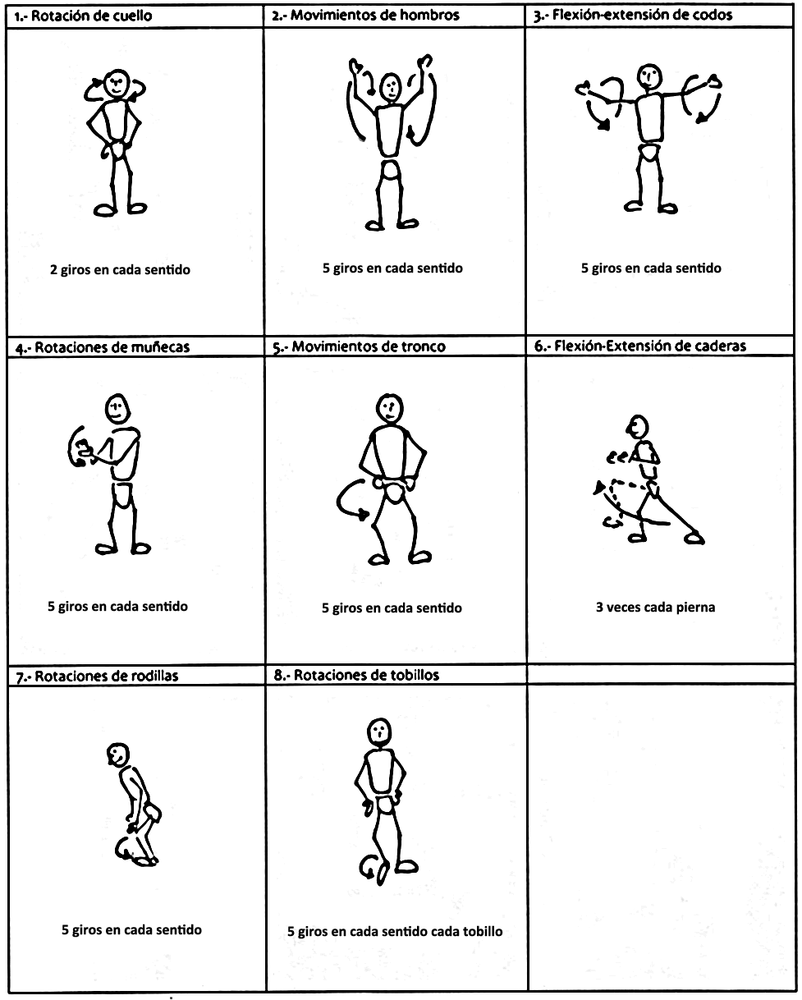 1.- Rotación de cuello
2.- Movimientos de hombros
3.- Flexión-extensión de codos
2 giros en cada sentido
5 giros en cada sentido
5 giros en cada sentido
4.- Rotaciones de muñecas
5.- Movimientos de tronco
6.- Flexión-Extensión de caderas
5 giros en cada sentido
5 giros en cada sentido
3 veces cada pierna
7.- Rotaciones de rodillas
8.- Rotaciones de tobillos
5 giros en cada sentido
5 giros en cada sentido cada tobillo